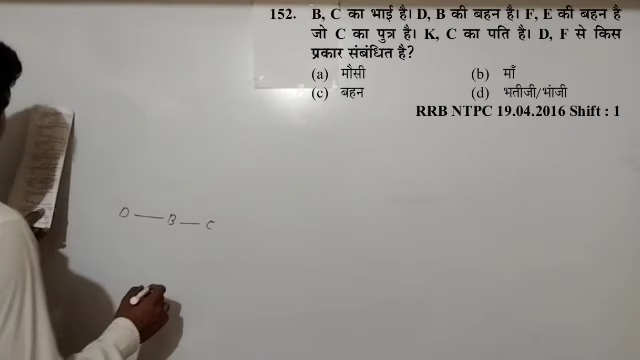 152. B, C का भाई है। D, B की बहन है। F, E की बहन है
जो C का पुत्र है। K, C का पति है। D, F से किस
प्रकार संबंधित है?
(a) मौसी (b) माँ
(c) बहन (d) भतीजी/भांजी
RRB NTPC 19.04.2016 Shift : 1
D — B — C